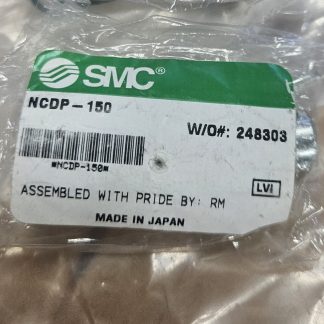 SMC®
NCDP-150
W/O#: 248303
*NCDP-150*
LVI
ASSEMBLED WITH PRIDE BY: RM
MADE IN JAPAN